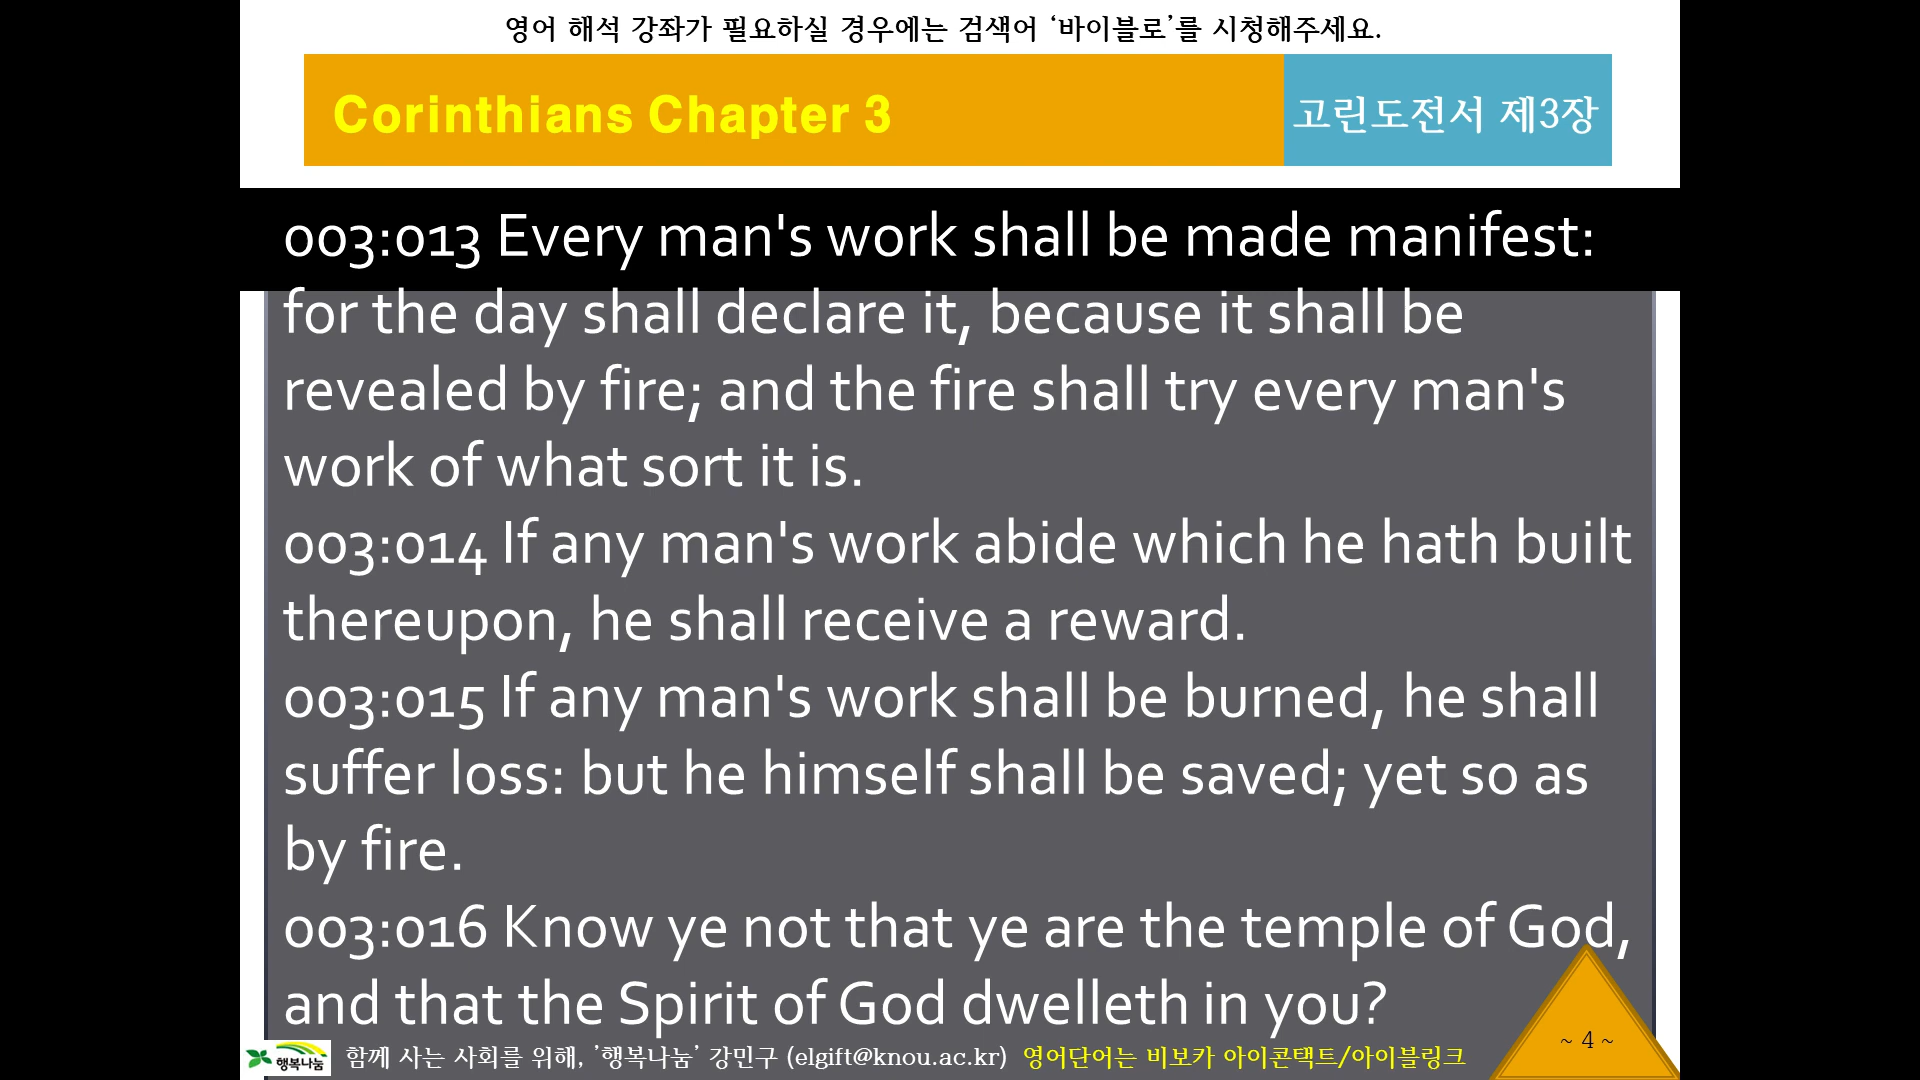 영어 해석 강좌가 필요하실 경우에는 검색어 ‘바이블로’를 시청해주세요.
Corinthians Chapter 3
고린도전서 제3장
003:013 Every man's work shall be made manifest:
for the day shall declare it, because it shall be
revealed by fire; and the fire shall try every man's
work of what sort it is.
003:014 If any man's work abide which he hath built
thereupon, he shall receive a reward.
003:015 If any man's work shall be burned, he shall
suffer loss: but he himself shall be saved; yet so as
by fire.
003:016 Know ye not that ye are the temple of God,
and that the Spirit of God dwelleth in you?
~ 4 ~
행복나눔
함께 사는 사회를 위해, ’행복나눔’ 강민구 (elgift@knou.ac.kr) 영어단어는 비보카 아이콘택트/아이블링크